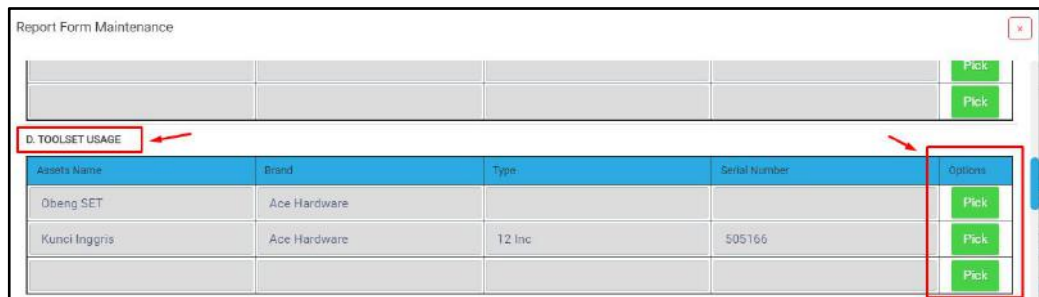 Report Form Maintenance
×
Pick
Pick
D. TOOLSET USAGE
Assets Name Brand Type Serial Number Options
Obeng SET Ace Hardware Pick
Kunci Inggris Ace Hardware 12 Inc 505166 Pick
Pick